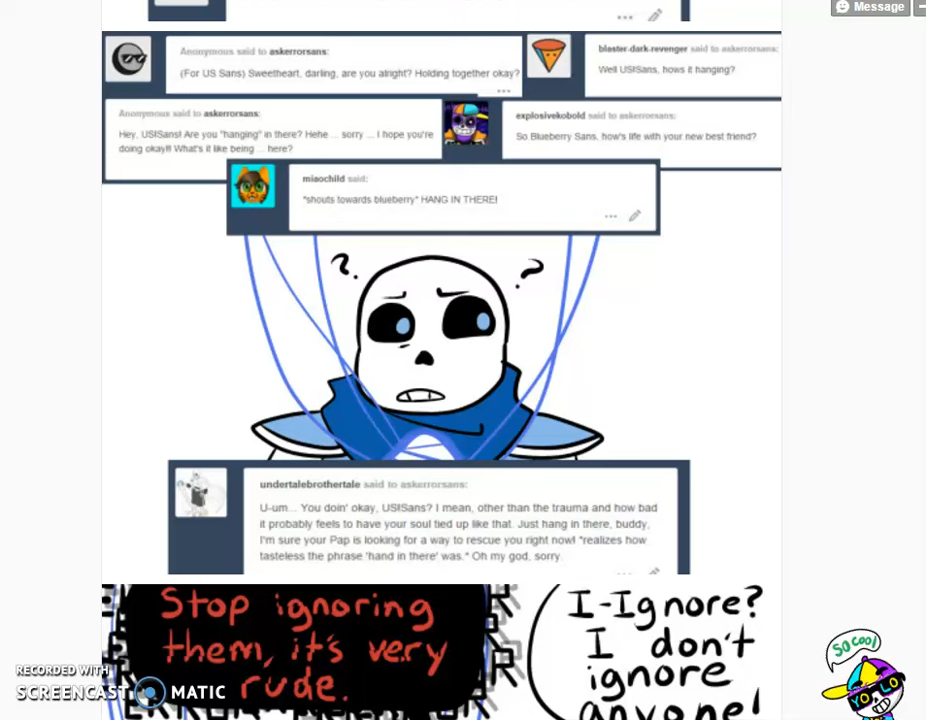 Message
Anonymous said to askerrorsans:
(For US Sans) Sweetheart, darling, are you alright? Holding together okay?
blaster-dark-revenger said to askerrorsans:
Well US!Sans, hows it hanging?
Anonymous said to askerrorsans:
Hey, US!Sans! Are you "hanging" in there? Hehe... sorry ... I hope you're
doing okay!! What's it like being ... here?
explosivekobold said to askerrorsans:
So Blueberry Sans, how's life with your new best friend?
miaochild said:
*shouts towards blueberry* HANG IN THERE!
? ?
undertalebrothertale said to askerrorsans:
U-um... You doin' okay, US!Sans? I mean, other than the trauma and how bad
it probably feels to have your soul tied up like that. Just hang in there, buddy,
I'm sure your Pap is looking for a way to rescue you right now! *realizes how
tasteless the phrase 'hand in there' was.* Oh my god, sorry.
Stop ignoring
them, it's very
rude.
I-Ignore?
I don't
ignore
anyone!
SO COOL
YOLO
RECORDED WITH
SCREENCAST MATIC